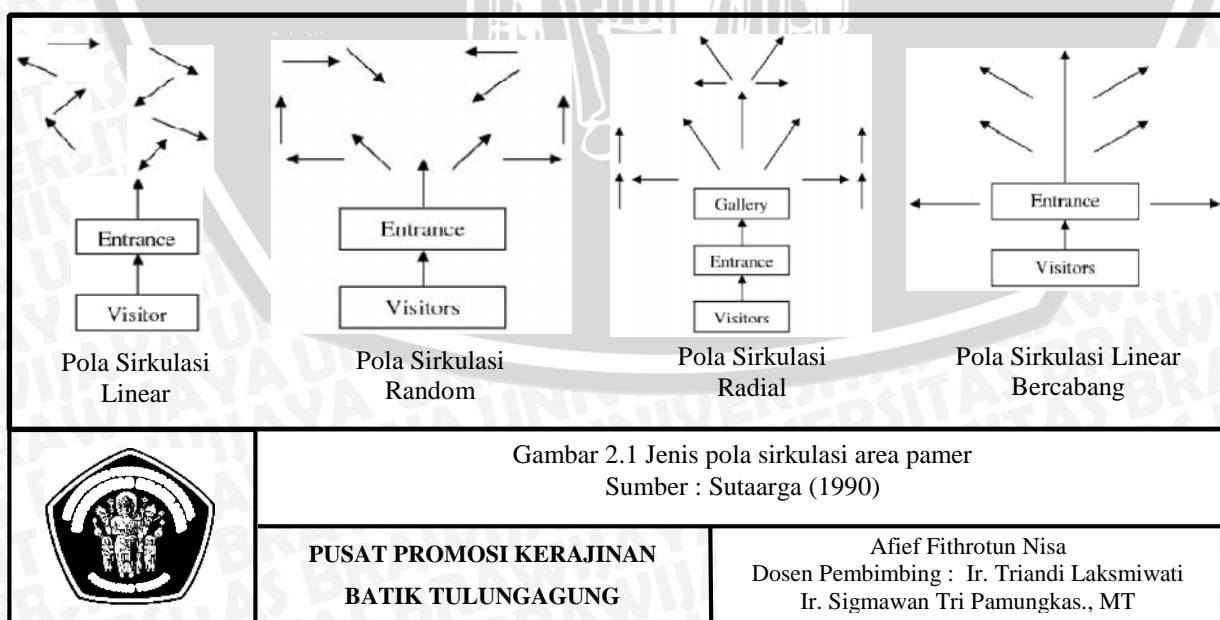 Entrance
Visitor
Pola Sirkulasi
Linear
Entrance
Visitors
Pola Sirkulasi
Random
Gallery
Entrance
Visitors
Pola Sirkulasi
Radial
Entrance
Visitors
Pola Sirkulasi Linear
Bercabang
Gambar 2.1 Jenis pola sirkulasi area pamer
Sumber : Sutaarga (1990)
PUSAT PROMOSI KERAJINAN
BATIK TULUNGAGUNG
Afief Fithrotun Nisa
Dosen Pembimbing : Ir. Triandi Laksmiwati
Ir. Sigmawan Tri Pamungkas., MT